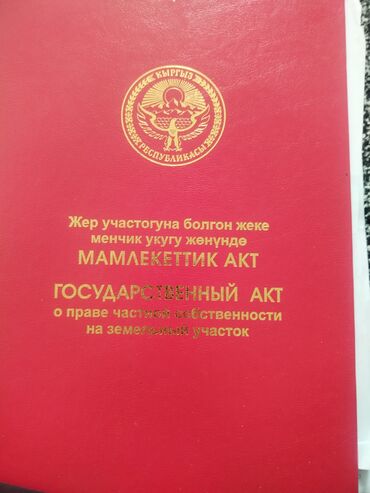 КЫРГЫЗ
РЕСПУБЛИКАСЫ
Жер участогуна болгон жеке
менчик укугу жөнүндө
МАМЛЕКЕТТИК АКТ
ГОСУДАРСТВЕННЫЙ АКТ
о праве частной собственности
на земельный участок